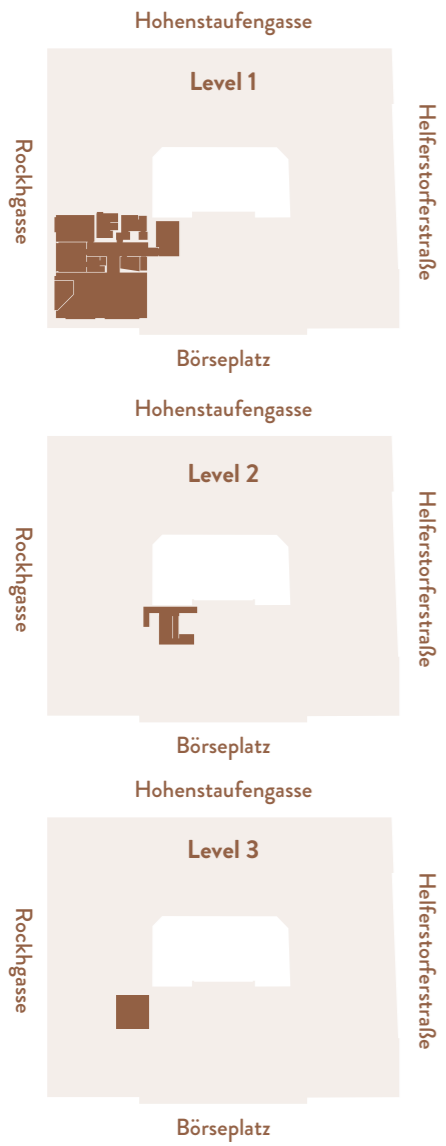 Hohenstaufengasse
Level 1
Rockhgasse
Helferstorferstraße
Börseplatz
Hohenstaufengasse
Level 2
Rockhgasse
Helferstorferstraße
Börseplatz
Hohenstaufengasse
Level 3
Rockhgasse
Helferstorferstraße
Börseplatz